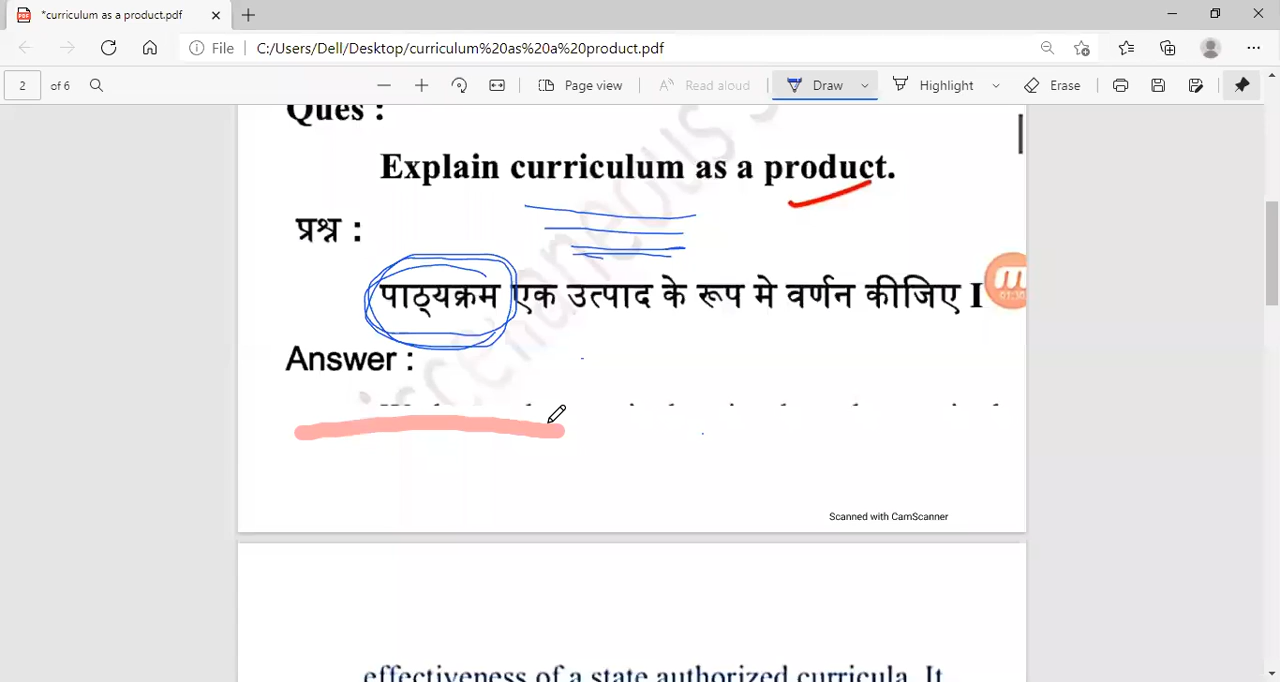 *curriculum as a product.pdf
File C:/Users/Dell/Desktop/curriculum%20as%20a%20product.pdf
2 of 6 Page view Read aloud Draw Highlight Erase
Ques :
Explain curriculum as a product.
प्रश्न :
पाठ्यक्रम एक उत्पाद के रूप मे वर्णन कीजिए I
Answer :
Scanned with CamScanner
effectiveness of a state authorized curricula. It